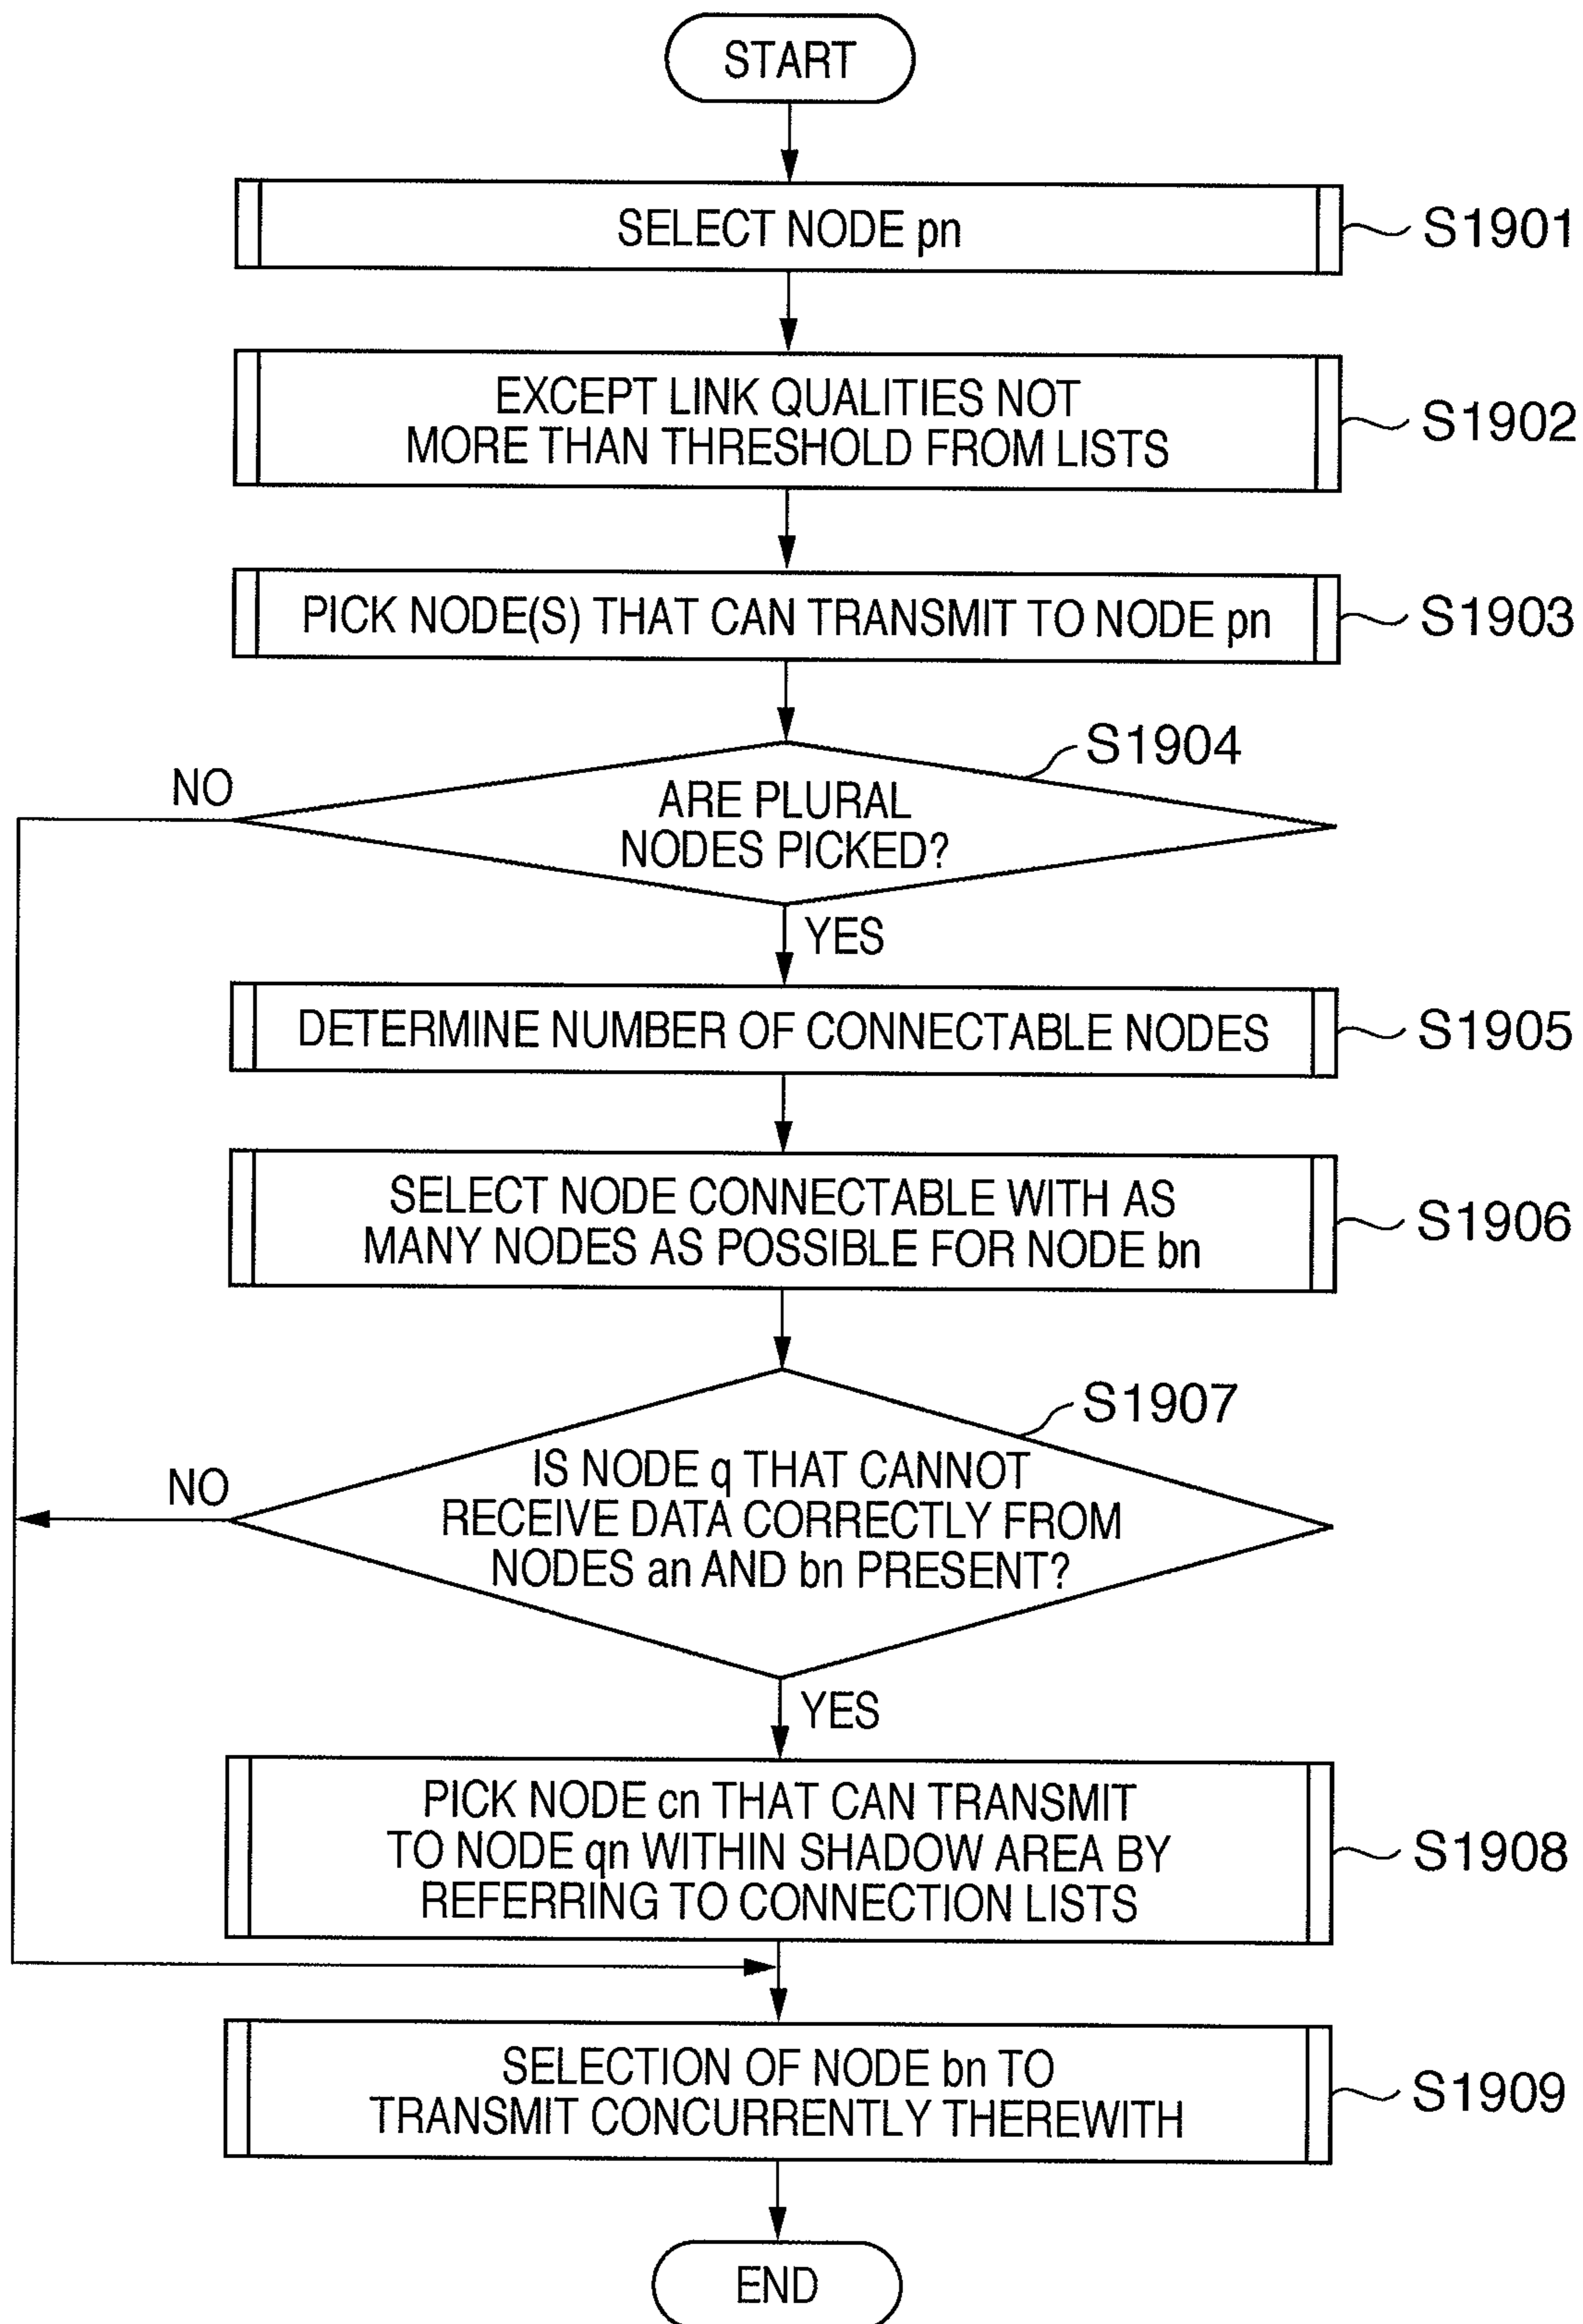 START
SELECT NODE pn
S1901
EXCEPT LINK QUALITIES NOT
MORE THAN THRESHOLD FROM LISTS
S1902
PICK NODE(S) THAT CAN TRANSMIT TO NODE pn
S1903
S1904
NO
ARE PLURAL
NODES PICKED?
YES
DETERMINE NUMBER OF CONNECTABLE NODES
S1905
SELECT NODE CONNECTABLE WITH AS
MANY NODES AS POSSIBLE FOR NODE bn
S1906
S1907
NO
IS NODE q THAT CANNOT
RECEIVE DATA CORRECTLY FROM
NODES an AND bn PRESENT?
YES
PICK NODE cn THAT CAN TRANSMIT
TO NODE qn WITHIN SHADOW AREA BY
REFERRING TO CONNECTION LISTS
S1908
SELECTION OF NODE bn TO
TRANSMIT CONCURRENTLY THEREWITH
S1909
END